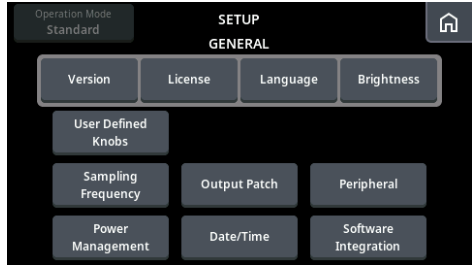 Operation Mode
Standard
SETUP
GENERAL
Version
License
Language
Brightness
User Defined
Knobs
Sampling
Frequency
Output Patch
Peripheral
Power
Management
Date/Time
Software
Integration